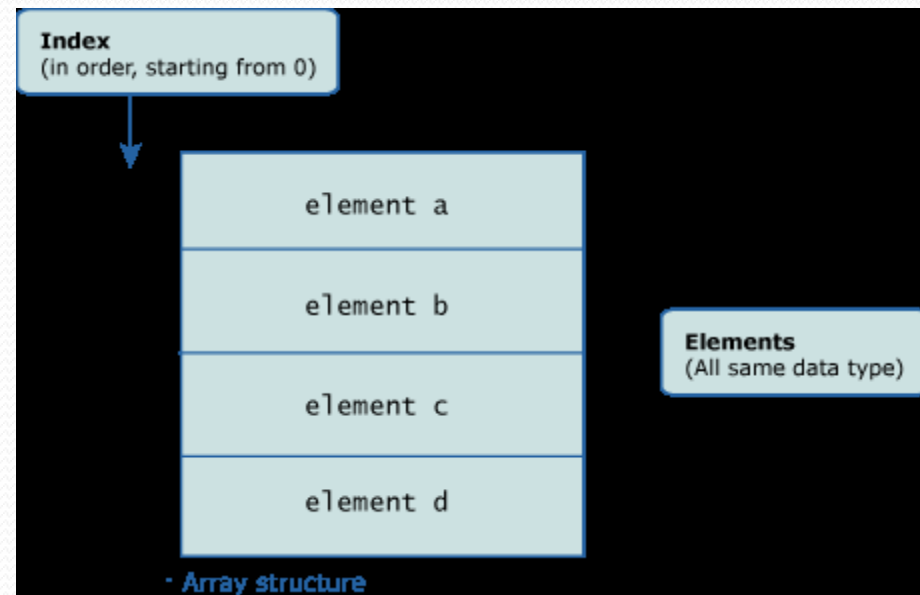 Index
(in order, starting from 0)
element a
element b
element c
element d
Elements
(All same data type)
- Array structure